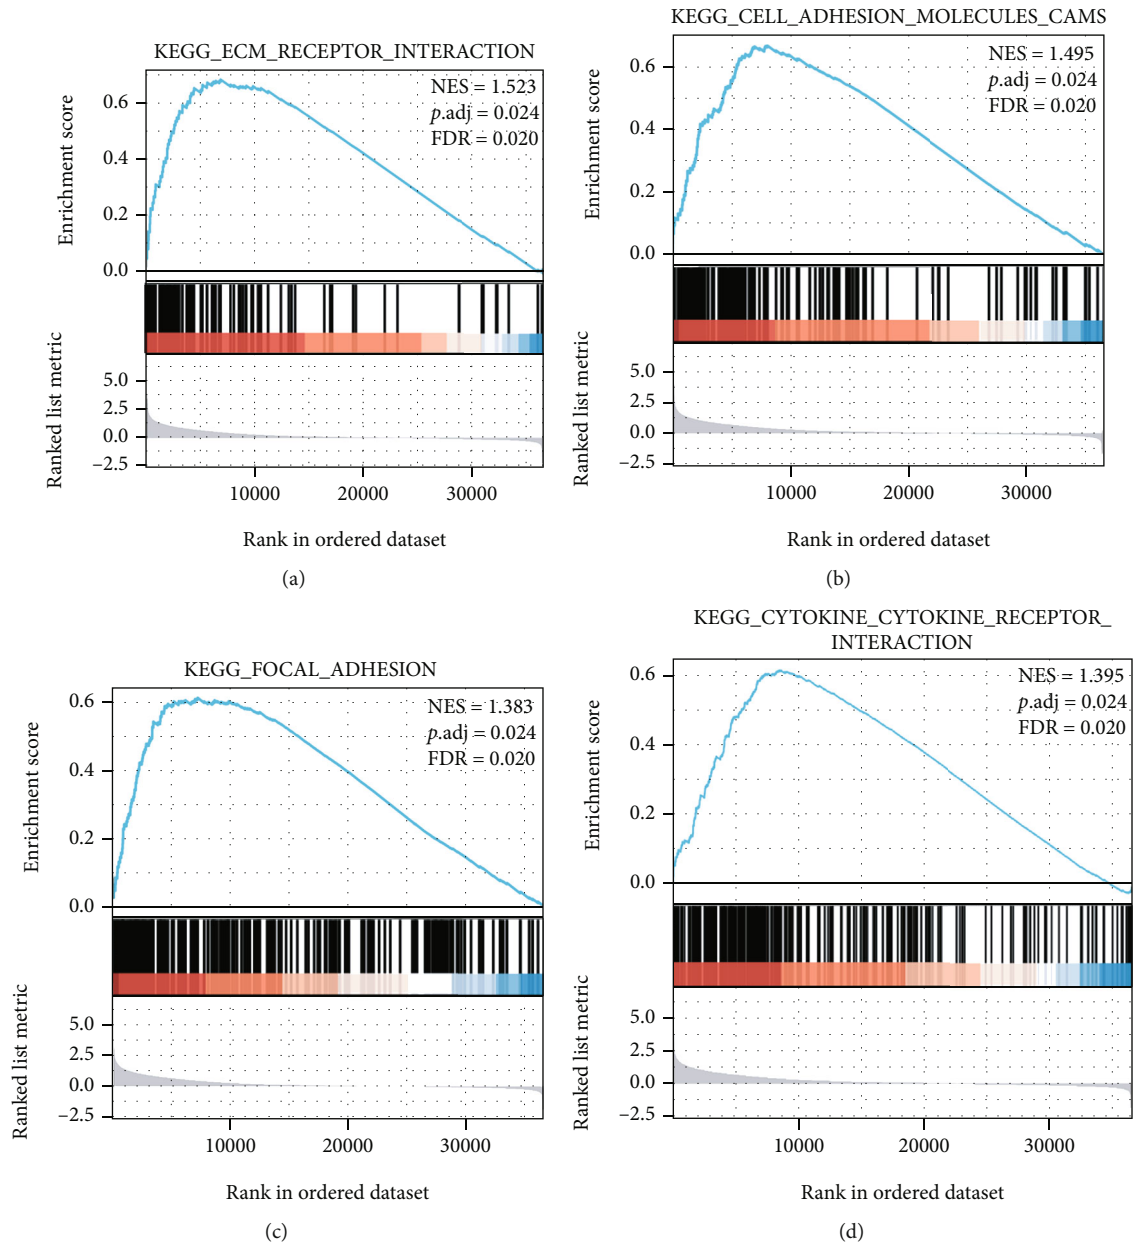 KEGG_ECM_RECEPTOR_INTERACTION
NES = 1.523
p.adj = 0.024
FDR = 0.020
Enrichment score
0.6
0.4
0.2
0.0
Ranked list metric
5.0
2.5
0.0
−2.5
10000 20000 30000
Rank in ordered dataset
(a)
KEGG_CELL_ADHESION_MOLECULES_CAMS
NES = 1.495
p.adj = 0.024
FDR = 0.020
Enrichment score
0.6
0.4
0.2
0.0
Ranked list metric
5.0
2.5
0.0
−2.5
10000 20000 30000
Rank in ordered dataset
(b)
KEGG_FOCAL_ADHESION
NES = 1.383
p.adj = 0.024
FDR = 0.020
Enrichment score
0.6
0.4
0.2
0.0
Ranked list metric
5.0
2.5
0.0
−2.5
10000 20000 30000
Rank in ordered dataset
(c)
KEGG_CYTOKINE_CYTOKINE_RECEPTOR_
INTERACTION
NES = 1.395
p.adj = 0.024
FDR = 0.020
Enrichment score
0.6
0.4
0.2
0.0
Ranked list metric
5.0
2.5
0.0
−2.5
10000 20000 30000
Rank in ordered dataset
(d)